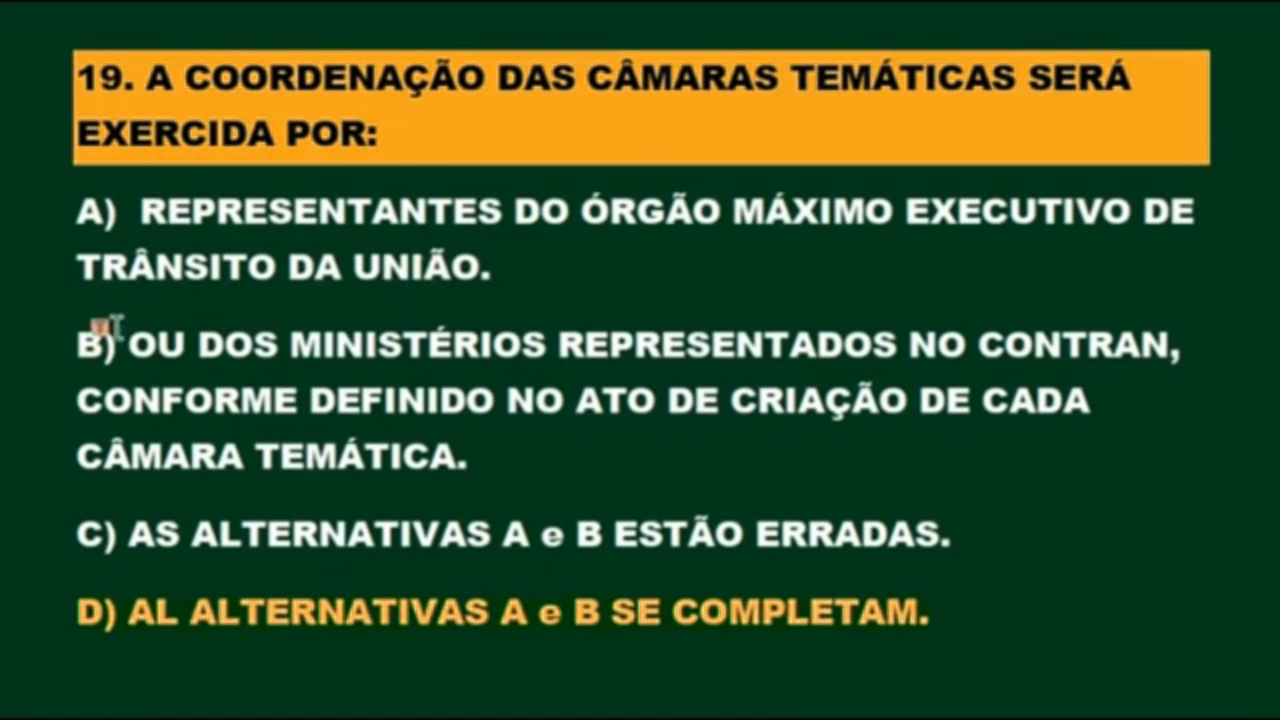 19. A COORDENAÇÃO DAS CÂMARAS TEMÁTICAS SERÁ
EXERCIDA POR:
A) REPRESENTANTES DO ÓRGÃO MÁXIMO EXECUTIVO DE
TRÂNSITO DA UNIÃO.
B) OU DOS MINISTÉRIOS REPRESENTADOS NO CONTRAN,
CONFORME DEFINIDO NO ATO DE CRIAÇÃO DE CADA
CÂMARA TEMÁTICA.
C) AS ALTERNATIVAS A e B ESTÃO ERRADAS.
D) AL ALTERNATIVAS A e B SE COMPLETAM.